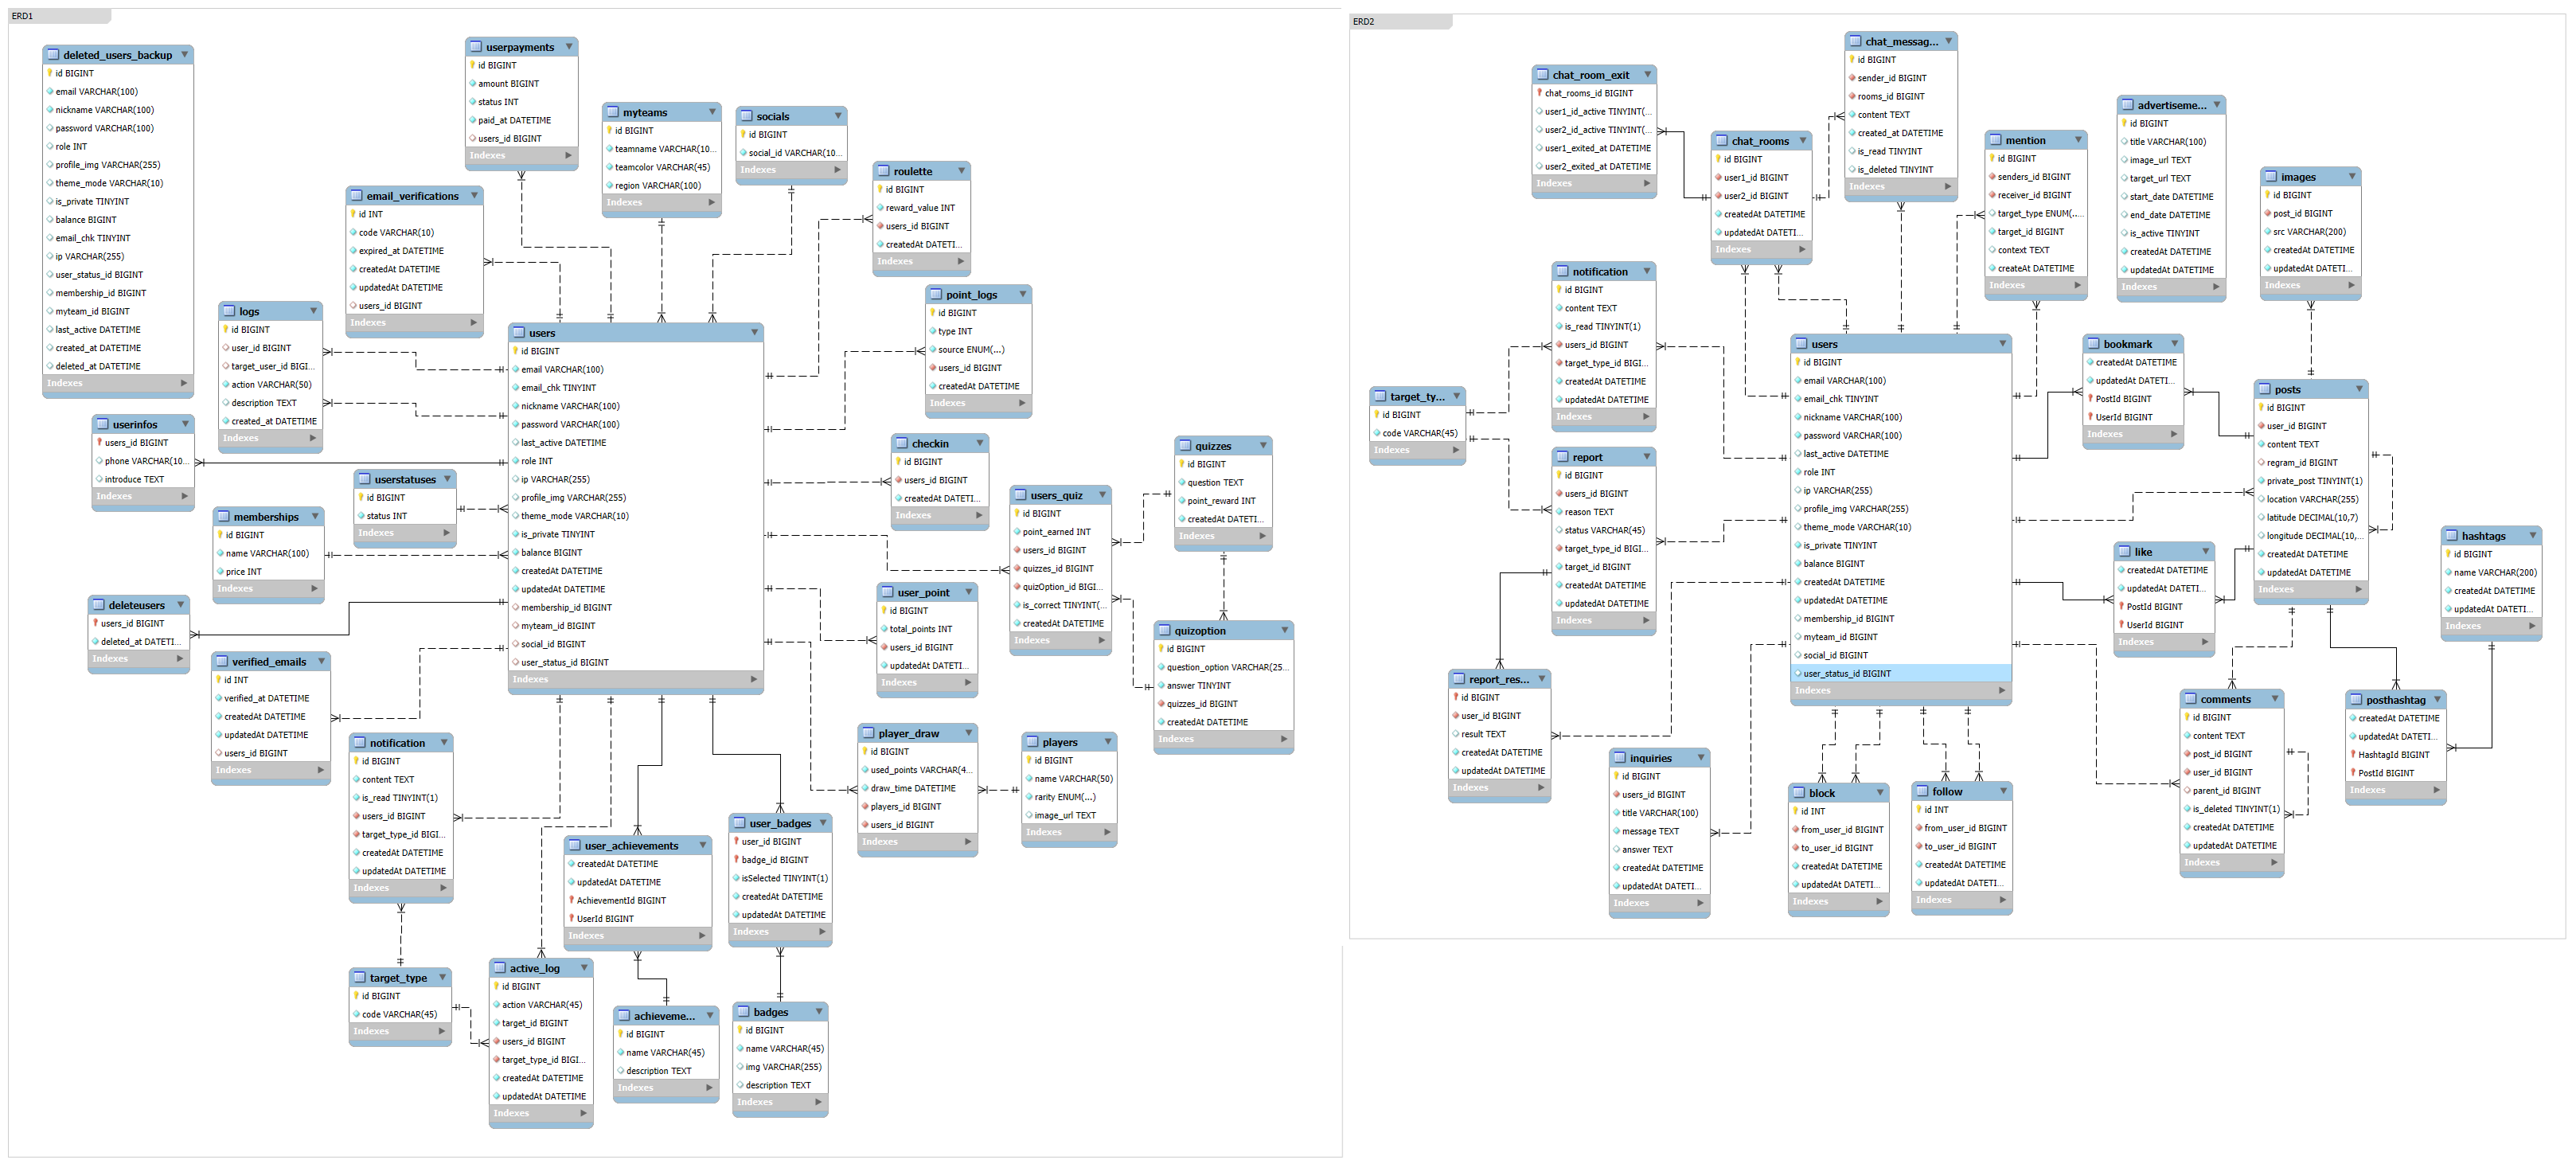 ERD1
deleted_users_backup
id BIGINT
email VARCHAR(100)
nickname VARCHAR(100)
password VARCHAR(100)
role INT
profile_img VARCHAR(255)
theme_mode VARCHAR(10)
is_private TINYINT
balance BIGINT
email_chk TINYINT
ip VARCHAR(255)
user_status_id BIGINT
membership_id BIGINT
myteam_id BIGINT
last_active DATETIME
created_at DATETIME
deleted_at DATETIME
Indexes
userpayments
id BIGINT
amount BIGINT
status INT
paid_at DATETIME
users_id BIGINT
Indexes
myteams
id BIGINT
teamname VARCHAR(10...
teamcolor VARCHAR(45)
region VARCHAR(100)
Indexes
socials
id BIGINT
social_id VARCHAR(10...
Indexes
roulette
id BIGINT
reward_value INT
users_id BIGINT
createdAt DATETI...
Indexes
email_verifications
id INT
code VARCHAR(10)
expired_at DATETIME
createdAt DATETIME
updatedAt DATETIME
users_id BIGINT
Indexes
logs
id BIGINT
user_id BIGINT
target_user_id BIGI...
action VARCHAR(50)
description TEXT
created_at DATETIME
Indexes
point_logs
id BIGINT
type INT
source ENUM(...)
users_id BIGINT
createdAt DATETIME
Indexes
users
id BIGINT
email VARCHAR(100)
email_chk TINYINT
nickname VARCHAR(100)
password VARCHAR(100)
last_active DATETIME
role INT
ip VARCHAR(255)
profile_img VARCHAR(255)
theme_mode VARCHAR(10)
is_private TINYINT
balance BIGINT
createdAt DATETIME
updatedAt DATETIME
membership_id BIGINT
myteam_id BIGINT
social_id BIGINT
user_status_id BIGINT
Indexes
userinfos
users_id BIGINT
phone VARCHAR(10...
introduce TEXT
Indexes
userstatuses
id BIGINT
status INT
Indexes
memberships
id BIGINT
name VARCHAR(100)
price INT
Indexes
checkin
id BIGINT
users_id BIGINT
createdAt DATETI...
Indexes
quizzes
id BIGINT
question TEXT
point_reward INT
createdAt DATETI...
Indexes
users_quiz
id BIGINT
point_earned INT
users_id BIGINT
quizzes_id BIGINT
quizOption_id BIGI...
is_correct TINYINT(...
createdAt DATETIME
Indexes
deleteusers
users_id BIGINT
deleted_at DATETI...
Indexes
user_point
id BIGINT
total_points INT
users_id BIGINT
updatedAt DATETI...
Indexes
quizoption
id BIGINT
question_option VARCHAR(25...
answer TINYINT
quizzes_id BIGINT
createdAt DATETIME
Indexes
verified_emails
id INT
verified_at DATETIME
createdAt DATETIME
updatedAt DATETIME
users_id BIGINT
Indexes
notification
id BIGINT
content TEXT
is_read TINYINT(1)
users_id BIGINT
target_type_id BIGI...
createdAt DATETIME
updatedAt DATETIME
Indexes
player_draw
id BIGINT
used_points VARCHAR(4...
draw_time DATETIME
players_id BIGINT
users_id BIGINT
Indexes
players
id BIGINT
name VARCHAR(50)
rarity ENUM(...)
image_url TEXT
Indexes
user_achievements
createdAt DATETIME
updatedAt DATETIME
AchievementId BIGINT
UserId BIGINT
Indexes
user_badges
user_id BIGINT
badge_id BIGINT
isSelected TINYINT(1)
createdAt DATETIME
updatedAt DATETIME
Indexes
target_type
id BIGINT
code VARCHAR(45)
Indexes
active_log
id BIGINT
action VARCHAR(45)
target_id BIGINT
users_id BIGINT
target_type_id BIGI...
createdAt DATETIME
updatedAt DATETIME
Indexes
achieveme...
id BIGINT
name VARCHAR(45)
description TEXT
Indexes
badges
id BIGINT
name VARCHAR(45)
img VARCHAR(255)
description TEXT
Indexes
ERD2
chat_room_exit
chat_rooms_id BIGINT
user1_id_active TINYINT(...
user2_id_active TINYINT(...
user1_exited_at DATETIME
user2_exited_at DATETIME
Indexes
chat_rooms
id BIGINT
user1_id BIGINT
user2_id BIGINT
createdAt DATETIME
updatedAt DATETI...
Indexes
chat_messag...
id BIGINT
sender_id BIGINT
rooms_id BIGINT
content TEXT
created_at DATETIME
is_read TINYINT
is_deleted TINYINT
Indexes
mention
id BIGINT
senders_id BIGINT
receiver_id BIGINT
target_type ENUM(...
target_id BIGINT
context TEXT
createAt DATETIME
Indexes
advertiseme...
id BIGINT
title VARCHAR(100)
image_url TEXT
target_url TEXT
start_date DATETIME
end_date DATETIME
is_active TINYINT
createdAt DATETIME
updatedAt DATETIME
Indexes
images
id BIGINT
post_id BIGINT
src VARCHAR(200)
createdAt DATETIME
updatedAt DATETI...
Indexes
notification
id BIGINT
content TEXT
is_read TINYINT(1)
users_id BIGINT
target_type_id BIGI...
createdAt DATETIME
updatedAt DATETIME
Indexes
target_ty...
id BIGINT
code VARCHAR(45)
Indexes
report
id BIGINT
users_id BIGINT
reason TEXT
status VARCHAR(45)
target_type_id BIGI...
target_id BIGINT
createdAt DATETIME
updatedAt DATETIME
Indexes
users
id BIGINT
email VARCHAR(100)
email_chk TINYINT
nickname VARCHAR(100)
password VARCHAR(100)
last_active DATETIME
role INT
ip VARCHAR(255)
profile_img VARCHAR(255)
theme_mode VARCHAR(10)
is_private TINYINT
balance BIGINT
createdAt DATETIME
updatedAt DATETIME
membership_id BIGINT
myteam_id BIGINT
social_id BIGINT
user_status_id BIGINT
Indexes
bookmark
createdAt DATETIME
updatedAt DATETI...
PostId BIGINT
UserId BIGINT
Indexes
posts
id BIGINT
user_id BIGINT
content TEXT
regram_id BIGINT
private_post TINYINT(1)
location VARCHAR(255)
latitude DECIMAL(10,7)
longitude DECIMAL(10,...
createdAt DATETIME
updatedAt DATETIME
Indexes
like
createdAt DATETIME
updatedAt DATETI...
PostId BIGINT
UserId BIGINT
Indexes
hashtags
id BIGINT
name VARCHAR(200)
createdAt DATETIME
updatedAt DATETI...
Indexes
report_res...
id BIGINT
user_id BIGINT
result TEXT
createdAt DATETIME
updatedAt DATETIME
Indexes
inquiries
id BIGINT
users_id BIGINT
title VARCHAR(100)
message TEXT
answer TEXT
createdAt DATETIME
updatedAt DATETI...
Indexes
block
id INT
from_user_id BIGINT
to_user_id BIGINT
createdAt DATETIME
updatedAt DATETI...
Indexes
follow
id INT
from_user_id BIGINT
to_user_id BIGINT
createdAt DATETIME
updatedAt DATETI...
Indexes
comments
id BIGINT
content TEXT
post_id BIGINT
user_id BIGINT
parent_id BIGINT
is_deleted TINYINT(1)
createdAt DATETIME
updatedAt DATETIME
Indexes
posthashtag
createdAt DATETIME
updatedAt DATETI...
HashtagId BIGINT
PostId BIGINT
Indexes